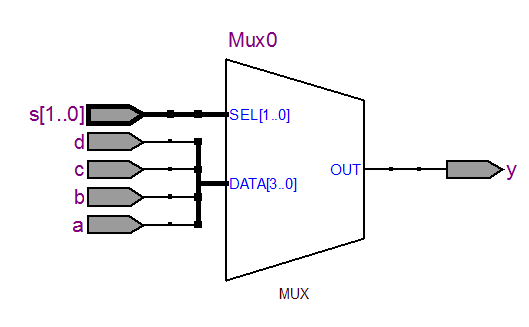 Mux0
s[1..0]
SEL[1..0]
d
c
OUT
y
b
DATA[3..0]
a
MUX